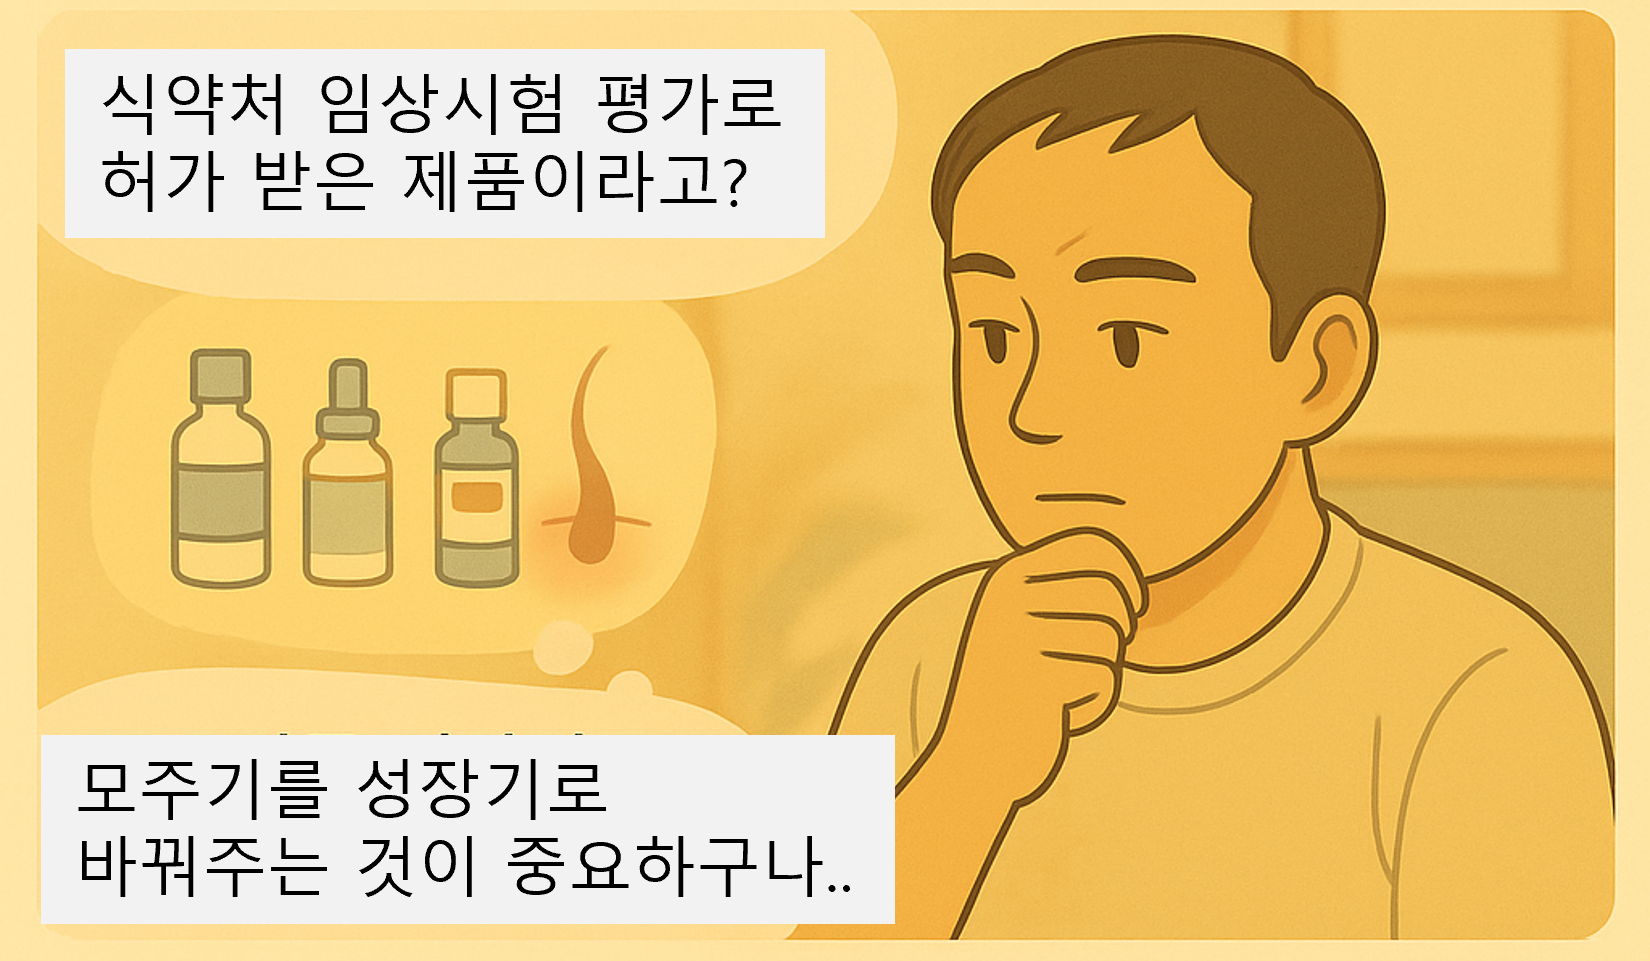 식약처 임상시험 평가로
허가 받은 제품이라고?
모주기를 성장기로
바꿔주는 것이 중요하구나..